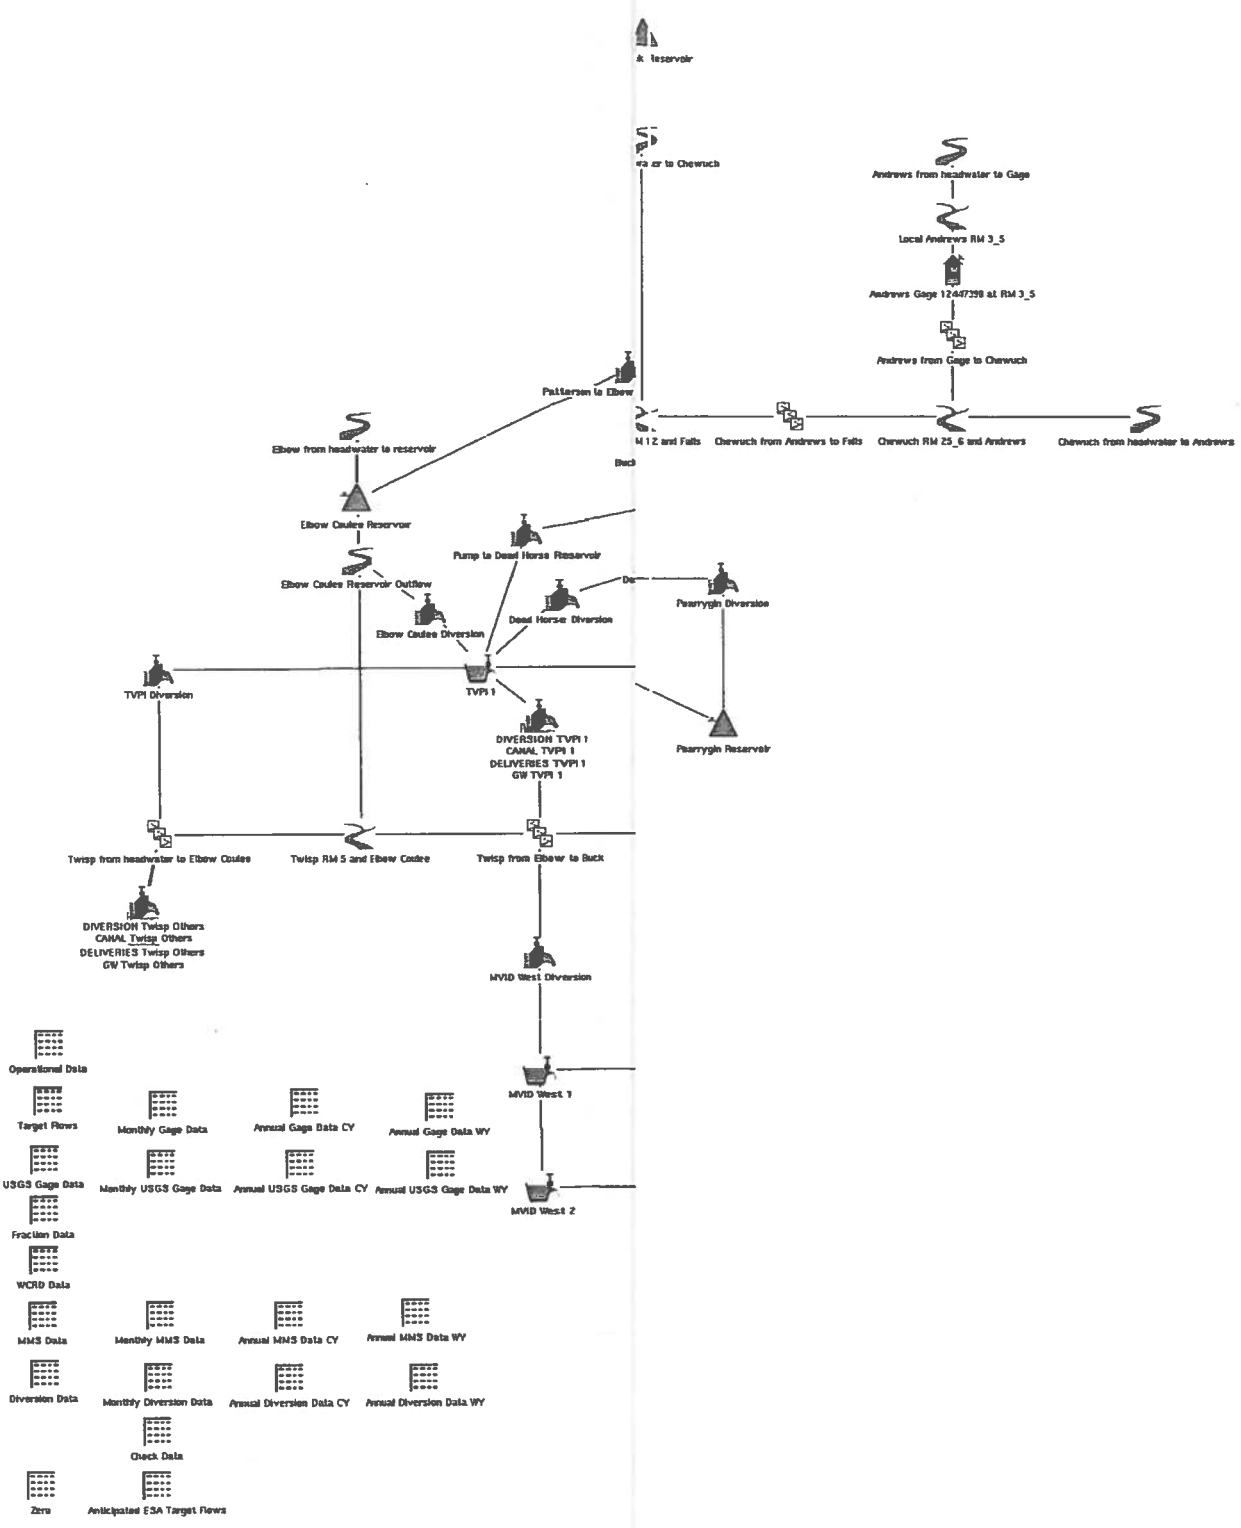 Reservoir
to Chewuch
Andrews from headwater to Gage
Local Andrews RM 3_5
Andrews Gage 12447390 at RM 3_5
Andrews from Gage to Chewuch
Patterson to Elbow
M 12 and Falls
Chewuch from Andrews to Falls
Chewuch RM 25_6 and Andrews
Chewuch from headwater to Andrews
Elbow from headwater to reservoir
Buck
Elbow Coulee Reservoir
Pump to Dead Horse Reservoir
Elbow Coulee Reservoir Outflow
De
Pearrygin Diversion
Dead Horse Diversion
Elbow Coulee Diversion
TVPI Diversion
TVPI 1
DIVERSION TVPI 1
CANAL TVPI 1
DELIVERIES TVPI 1
GW TVPI 1
Pearrygin Reservoir
Twisp from headwater to Elbow Coulee
Twisp RM 5 and Elbow Coulee
Twisp from Elbow to Buck
DIVERSION Twisp Others
CANAL Twisp Others
DELIVERIES Twisp Others
GW Twisp Others
MVID West Diversion
Operational Data
MVID West 1
Target Flows
Monthly Gage Data
Annual Gage Data CY
Annual Gage Data WY
USGS Gage Data
Monthly USGS Gage Data
Annual USGS Gage Data CY
Annual USGS Gage Data WY
MVID West 2
Fraction Data
WCRD Data
MMS Data
Monthly MMS Data
Annual MMS Data CY
Annual MMS Data WY
Diversion Data
Monthly Diversion Data
Annual Diversion Data CY
Annual Diversion Data WY
Check Data
Zero
Anticipated ESA Target Flows